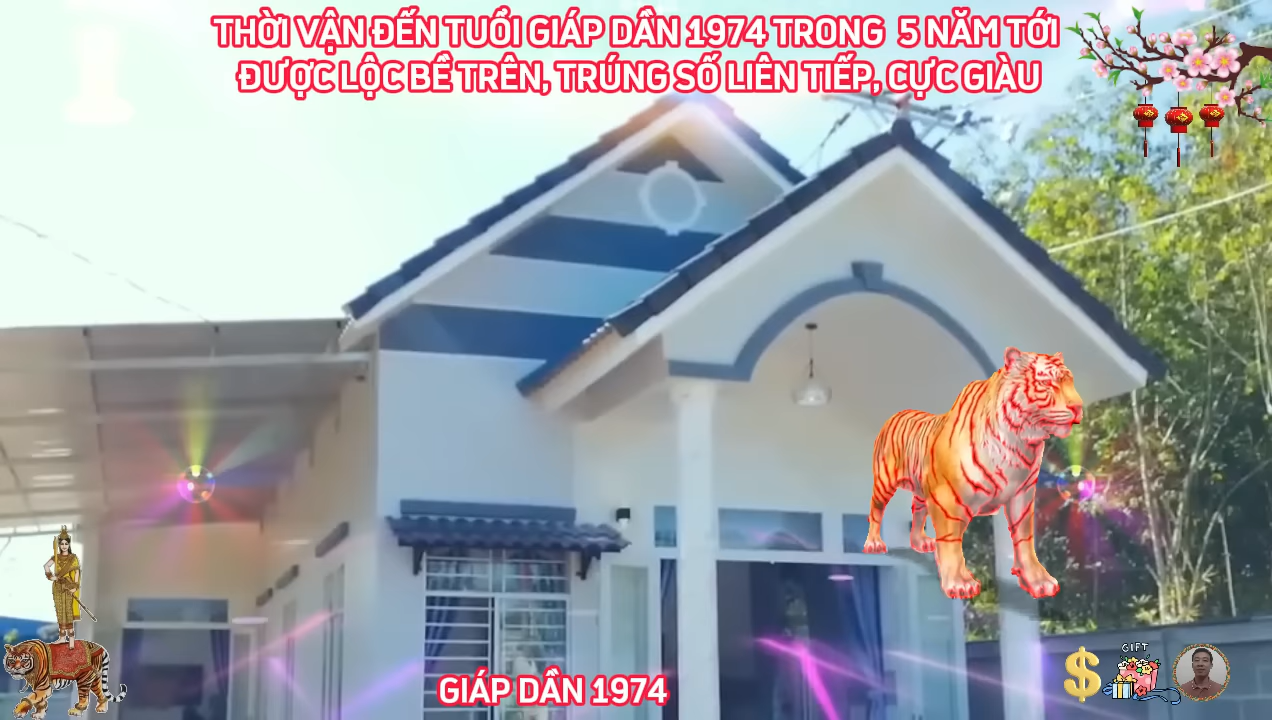 THỜI VẬN ĐẾN TUỔI GIÁP DẦN 1974 TRONG 5 NĂM TỚI
ĐƯỢC LỘC BỀ TRÊN, TRÚNG SỐ LIÊN TIẾP, CỰC GIÀU
GIFT
GIÁP DẦN 1974